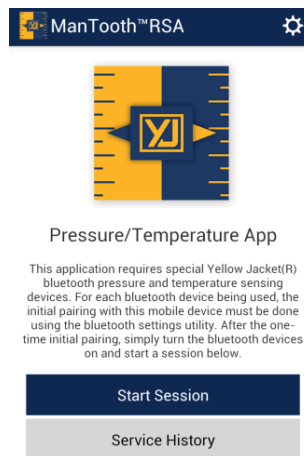 ManTooth™RSA
YJ
Pressure/Temperature App
This application requires special Yellow Jacket(R)
bluetooth pressure and temperature sensing
devices. For each bluetooth device being used, the
initial pairing with this mobile device must be done
using the bluetooth settings utility. After the one-
time initial pairing, simply turn the bluetooth devices
on and start a session below.
Start Session
Service History